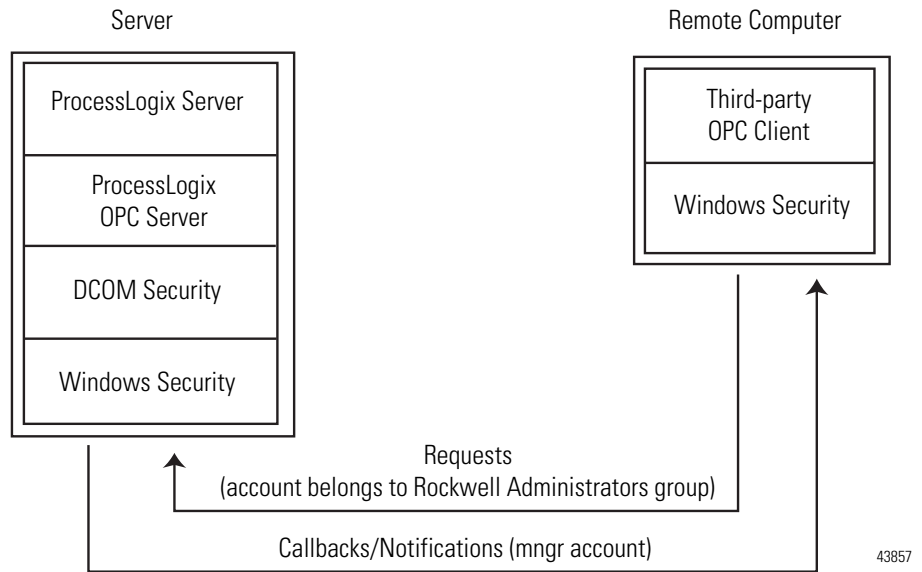 Server
Remote Computer
ProcessLogix Server
ProcessLogix
OPC Server
DCOM Security
Windows Security
Third-party
OPC Client
Windows Security
Requests
(account belongs to Rockwell Administrators group)
Callbacks/Notifications (mngr account)
43857